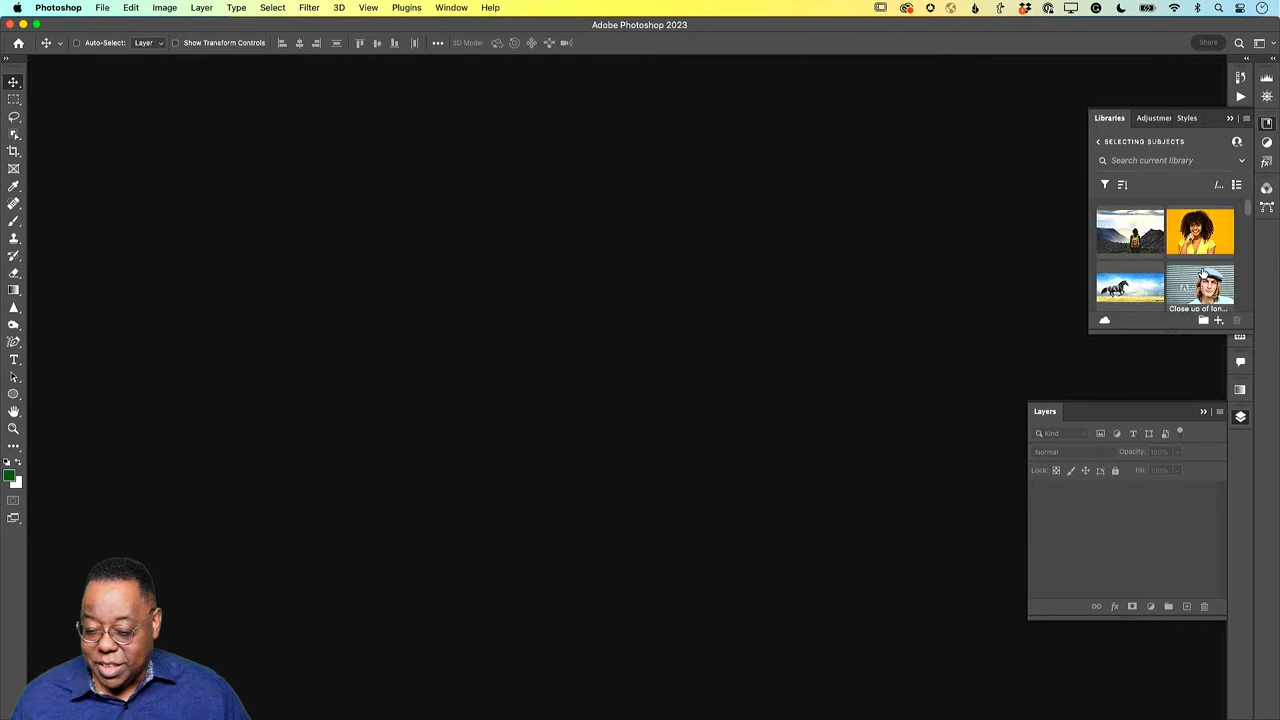 Photoshop File Edit Image Layer Type Select Filter 3D View Plugins Window Help
Adobe Photoshop 2023
Auto-Select: Layer Show Transform Controls 3D Mode: Share
Libraries Adjustmer Styles
SELECTING SUBJECTS
Search current library
Close up of lon...
Layers
Kind
Normal Opacity: 100%
Lock: Fill: 100%